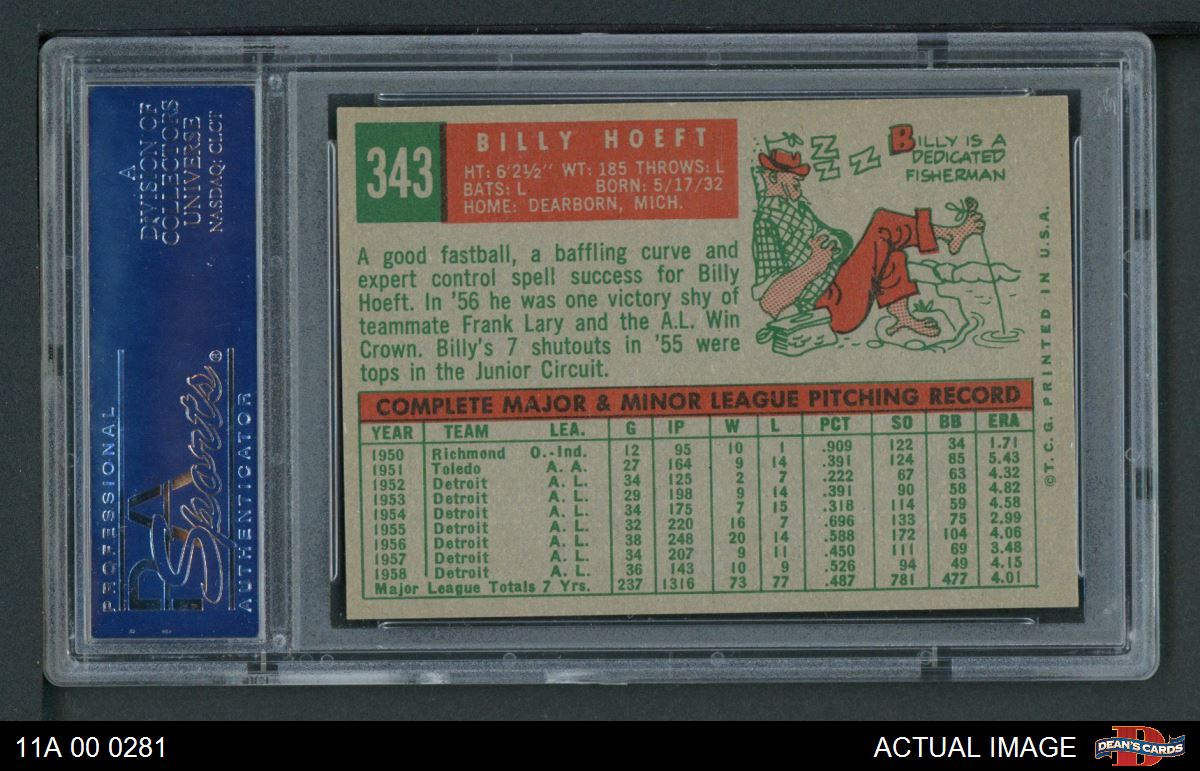 A
DIVISION OF
COLLECTORS
UNIVERSE
NASDAQ: CLCT
PROFESSIONAL
PSA
Sports®
AUTHENTICATOR
343
BILLY HOEFT
HT: 6'2½" WT: 185 THROWS: L
BATS: L BORN: 5/17/32
HOME: DEARBORN, MICH.
A good fastball, a baffling curve and
expert control spell success for Billy
Hoeft. In '56 he was one victory shy of
teammate Frank Lary and the A.L. Win
Crown. Billy's 7 shutouts in '55 were
tops in the Junior Circuit.
ZZ Z Z
BILLY IS A
DEDICATED
FISHERMAN
COMPLETE MAJOR & MINOR LEAGUE PITCHING RECORD
YEAR TEAM LEA. G IP W L PCT SO BB ERA
1950 Richmond O.-Ind. 12 95 10 1 .909 122 34 1.71
1951 Toledo A. A. 27 164 9 14 .391 124 85 5.43
1952 Detroit A. L. 34 125 2 7 .222 67 63 4.32
1953 Detroit A. L. 29 198 9 14 .391 90 58 4.82
1954 Detroit A. L. 34 175 7 15 .318 114 59 4.58
1955 Detroit A. L. 32 220 16 7 .696 133 75 2.99
1956 Detroit A. L. 38 248 20 14 .588 172 104 4.06
1957 Detroit A. L. 34 207 9 11 .450 111 69 3.48
1958 Detroit A. L. 36 143 10 9 .526 94 49 4.15
Major League Totals 7 Yrs. 237 1316 73 77 .487 781 477 4.01
©T.C.G. PRINTED IN U.S.A.
11A 00 0281
ACTUAL IMAGE
D
DEAN'S CARDS